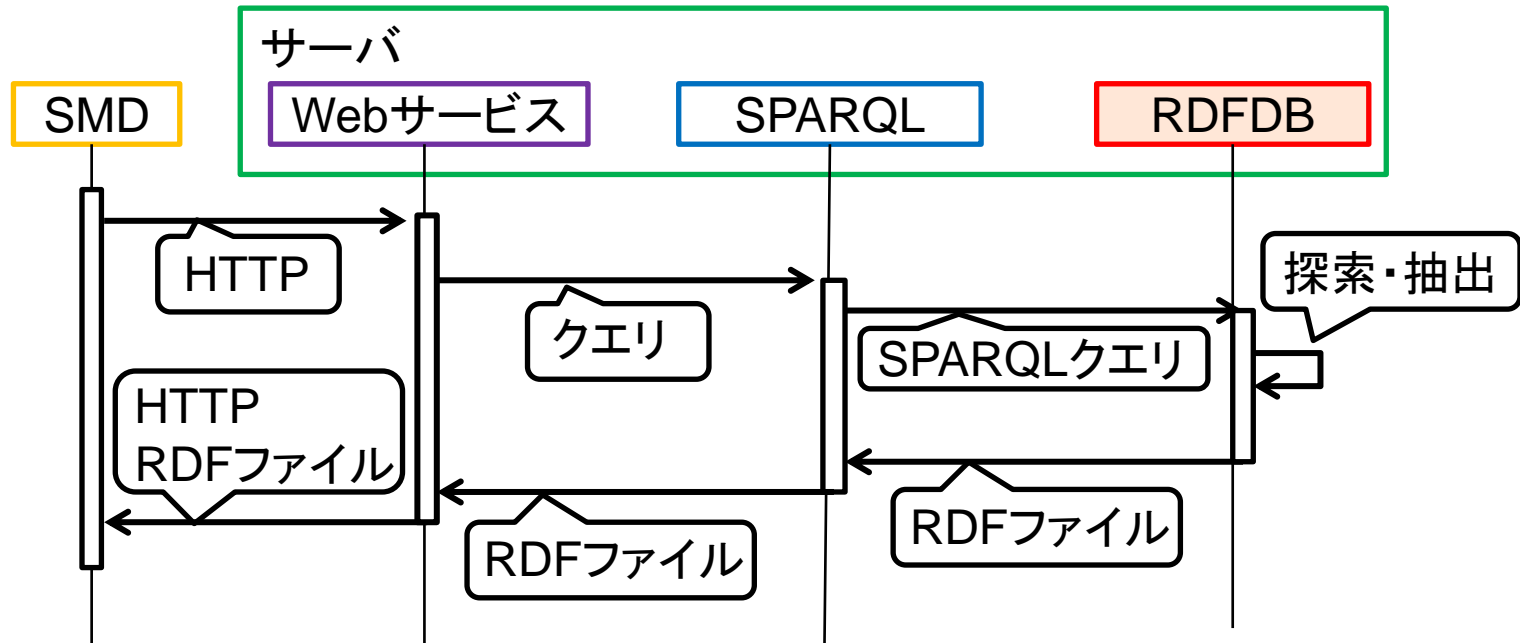 サーバ
SMD
Webサービス
SPARQL
RDFDB
HTTP
クエリ
SPARQLクエリ
探索・抽出
HTTP
RDFファイル
RDFファイル
RDFファイル